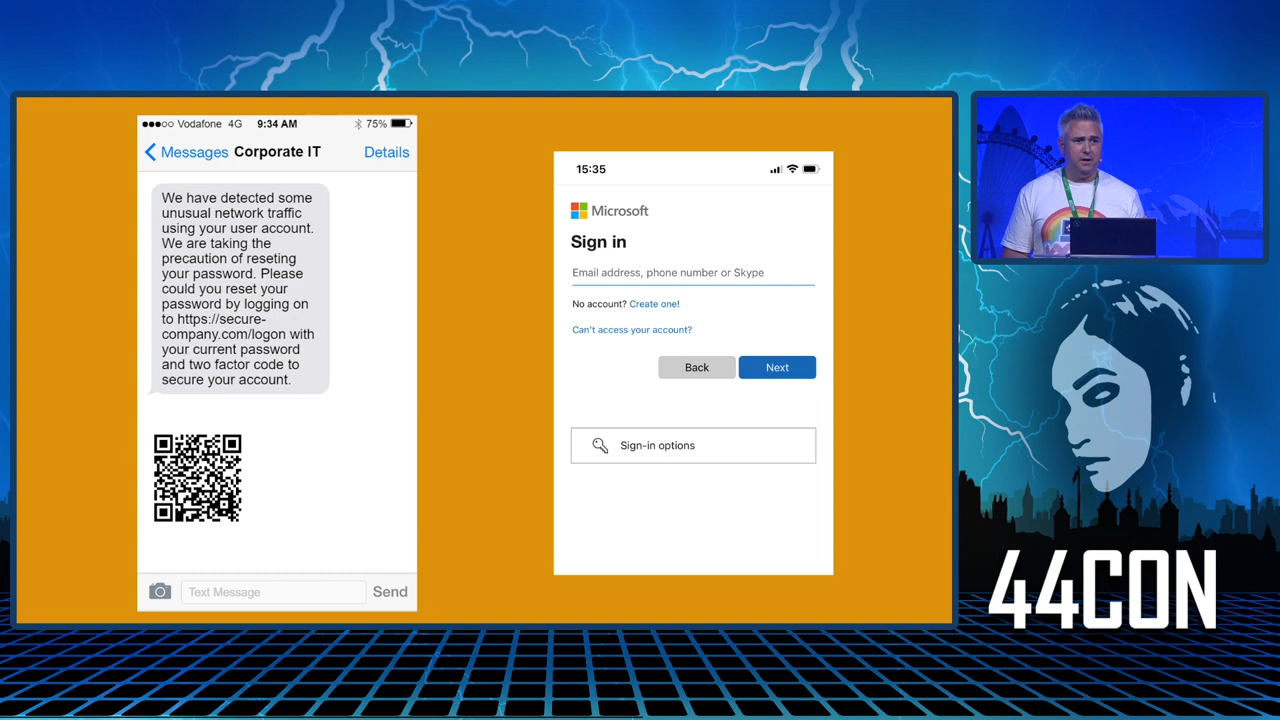 Vodafone 4G 9:34 AM 75%
Messages Corporate IT Details
We have detected some
unusual network traffic
using your user account.
We are taking the
precaution of reseting
your password. Please
could you reset your
password by logging on
to https://secure-
company.com/logon with
your current password
and two factor code to
secure your account.
Text Message Send
15:35
Microsoft
Sign in
Email address, phone number or Skype
No account? Create one!
Can't access your account?
Back Next
Sign-in options
44CON